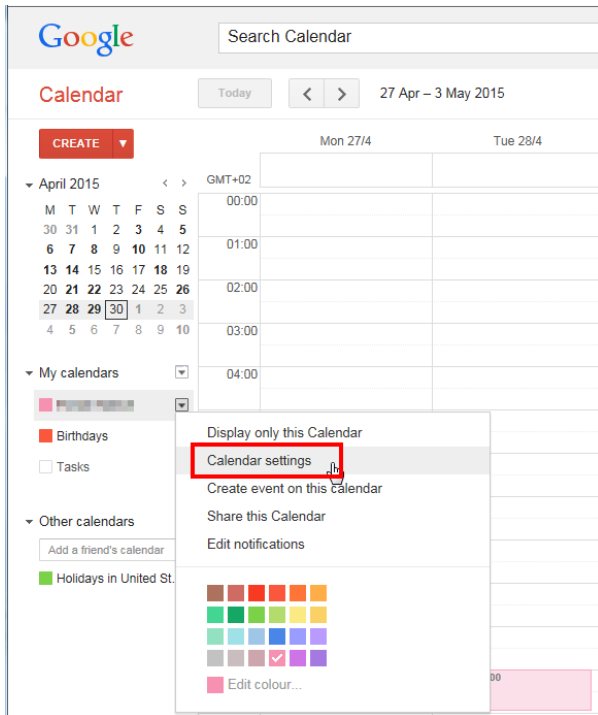 Google
Search Calendar
Calendar
Today
27 Apr – 3 May 2015
CREATE
Mon 27/4
Tue 28/4
April 2015
GMT+02
M T W T F S S
30 31 1 2 3 4 5
6 7 8 9 10 11 12
13 14 15 16 17 18 19
20 21 22 23 24 25 26
27 28 29 30 1 2 3
4 5 6 7 8 9 10
00:00
01:00
02:00
03:00
04:00
My calendars
Birthdays
Tasks
Other calendars
Add a friend's calendar
Holidays in United St.
Display only this Calendar
Calendar settings
Create event on this calendar
Share this Calendar
Edit notifications
Edit colour...
00